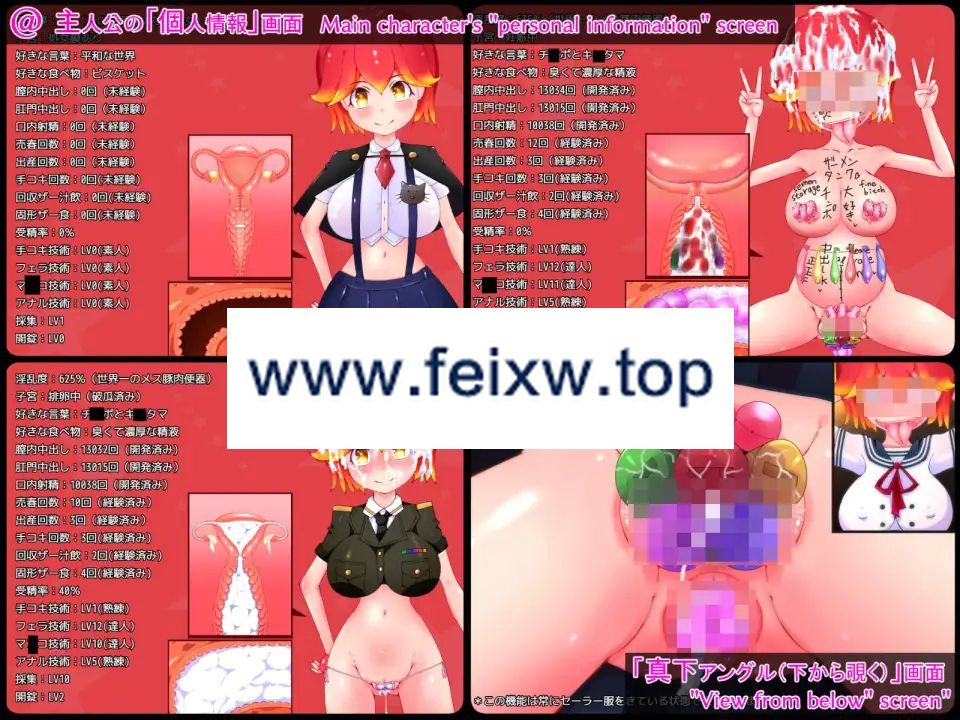 @ 主人公の「個人情報」画面 Main character's "personal information" screen
好きな言葉：平和な世界
好きな食べ物：ビスケット
膣内中出し：0回（未経験）
肛門中出し：0回（未経験）
口内射精：0回（未経験）
売春回数：0回（未経験）
出産回数：0回（未経験）
手コキ回数：0回(未経験)
回収ザー汁飲：0回(未経験)
固形ザー食：0回(未経験)
受精率：0％
手コキ技術：LV0(素人)
フェラ技術：LV0(素人)
マ■コ技術：LV0(素人)
アナル技術：LV0(素人)
採集：LV1
開錠：LV0
好きな言葉：チ■ポとキ■タマ
好きな食べ物：臭くて濃厚な精液
膣内中出し：13034回（開発済み）
肛門中出し：13015回（開発済み）
口内射精：10038回（開発済み）
売春回数：12回（経験済み）
出産回数：3回（経験済み）
手コキ回数：3回(経験済み)
回収ザー汁飲：2回(経験済み)
固形ザー食：4回(経験済み)
受精率：0％
手コキ技術：LV1(熟練)
フェラ技術：LV12(達人)
マ■コ技術：LV11(達人)
アナル技術：LV5(熟練)
ザーメン
タンク
semen
storage
チ■ポ
大好き
fine
bitch
www.feixw.top
淫乱度：625％（世界一のメス豚肉便器）
子宮：排卵中（破瓜済み）
好きな言葉：チ■ポとキ■タマ
好きな食べ物：臭くて濃厚な精液
膣内中出し：13032回（開発済み）
肛門中出し：13015回（開発済み）
口内射精：10038回（開発済み）
売春回数：10回（経験済み）
出産回数：3回（経験済み）
手コキ回数：3回(経験済み)
回収ザー汁飲：2回(経験済み)
固形ザー食：4回(経験済み)
受精率：40％
手コキ技術：LV1(熟練)
フェラ技術：LV12(達人)
マ■コ技術：LV10(達人)
アナル技術：LV5(熟練)
採集：LV10
開錠：LV2
「真下アングル（下から覗く）」画面
"View from below" screen"
＊この機能は常にセーラー服をきている状態で